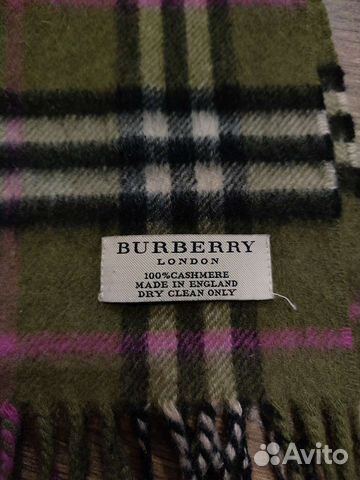 BURBERRY
LONDON
100%CASHMERE
MADE IN ENGLAND
DRY CLEAN ONLY
Avito